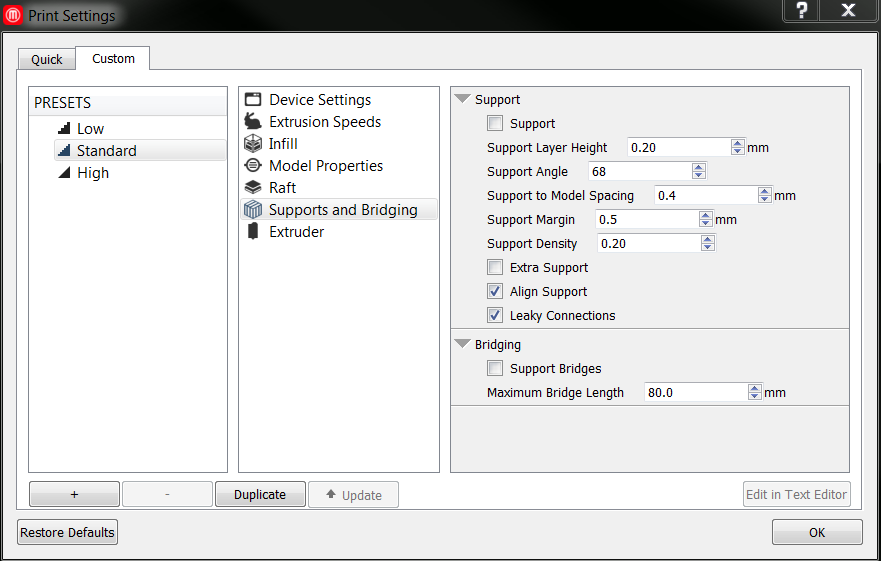 Print Settings
?
X
Quick
Custom
PRESETS
Low
Standard
High
Device Settings
Extrusion Speeds
Infill
Model Properties
Raft
Supports and Bridging
Extruder
Support
Support
Support Layer Height 0.20 mm
Support Angle 68
Support to Model Spacing 0.4 mm
Support Margin 0.5 mm
Support Density 0.20
Extra Support
Align Support
Leaky Connections
Bridging
Support Bridges
Maximum Bridge Length 80.0 mm
+ - Duplicate Update Edit in Text Editor
Restore Defaults OK